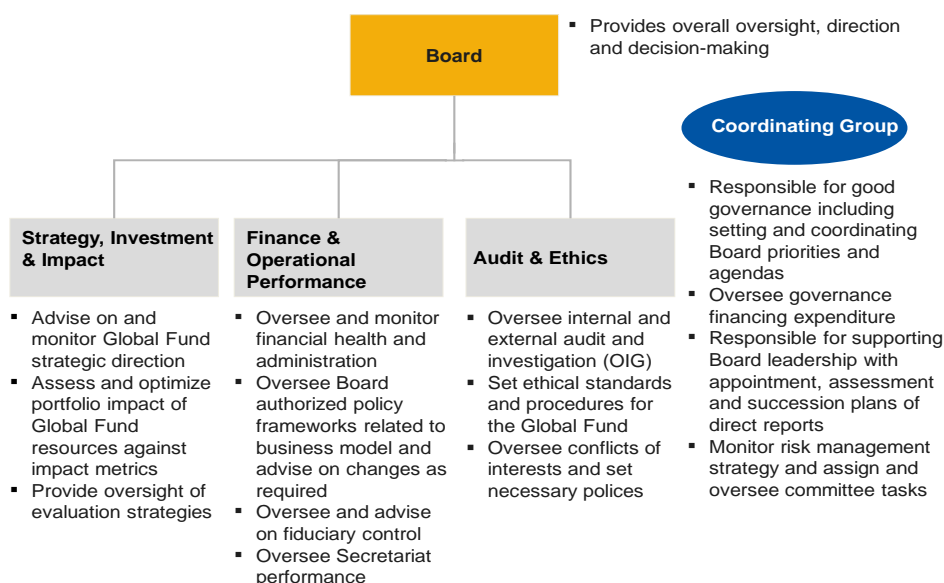 Board
▪ Provides overall oversight, direction
and decision-making
Coordinating Group
▪ Responsible for good
governance including
setting and coordinating
Board priorities and
agendas
▪ Oversee governance
financing expenditure
▪ Responsible for supporting
Board leadership with
appointment, assessment
and succession plans of
direct reports
▪ Monitor risk management
strategy and assign and
oversee committee tasks
Strategy, Investment
& Impact
▪ Advise on and
monitor Global Fund
strategic direction
▪ Assess and optimize
portfolio impact of
Global Fund
resources against
impact metrics
▪ Provide oversight of
evaluation strategies
Finance &
Operational
Performance
▪ Oversee and monitor
financial health and
administration
▪ Oversee Board
authorized policy
frameworks related to
business model and
advise on changes as
required
▪ Oversee and advise
on fiduciary control
▪ Oversee Secretariat
performance
Audit & Ethics
▪ Oversee internal and
external audit and
investigation (OIG)
▪ Set ethical standards
and procedures for
the Global Fund
▪ Oversee conflicts of
interests and set
necessary polices